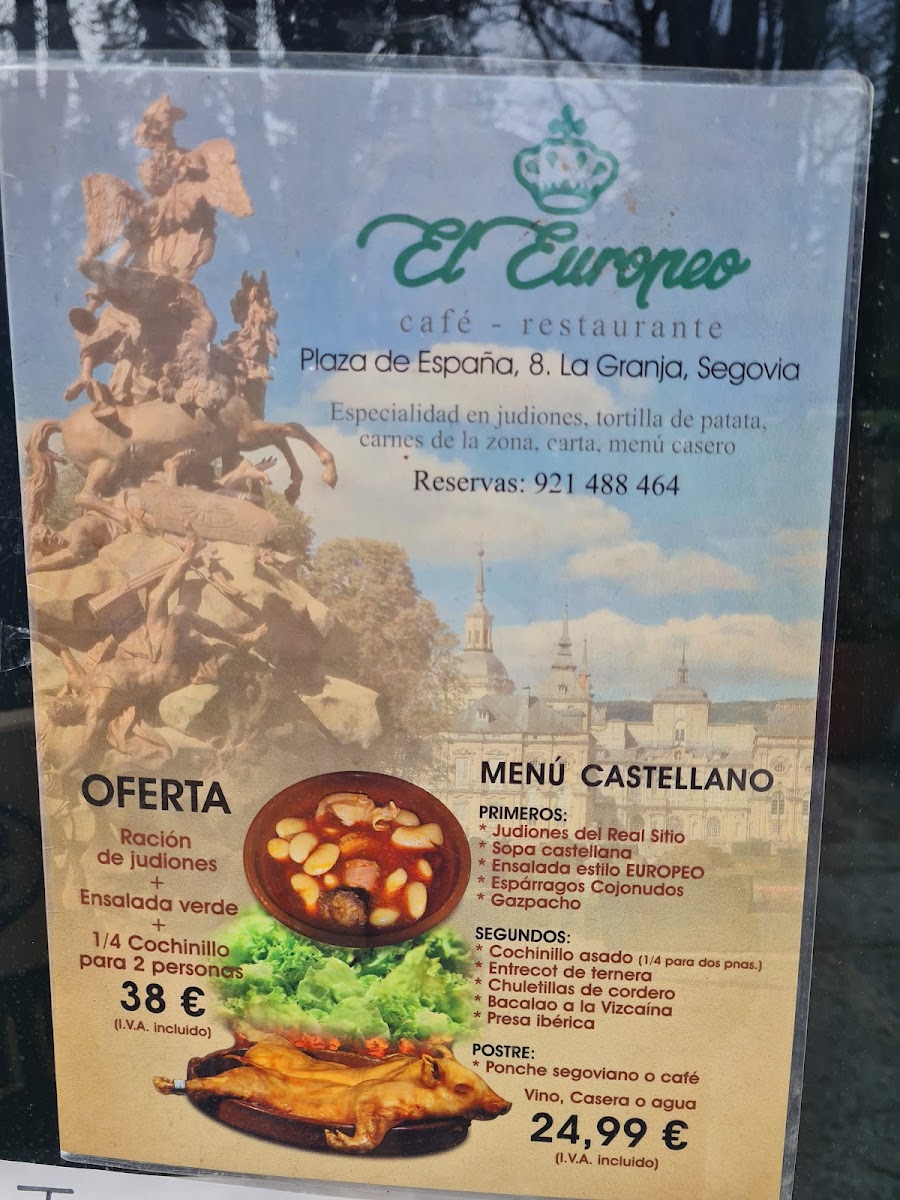 El Europeo
café - restaurante
Plaza de España, 8. La Granja, Segovia
Especialidad en judiones, tortilla de patata,
carnes de la zona, carta, menú casero
Reservas: 921 488 464
OFERTA
Ración
de judiones
+
Ensalada verde
+
1/4 Cochinillo
para 2 personas
38 €
(I.V.A. incluido)
MENÚ CASTELLANO
PRIMEROS:
* Judiones del Real Sitio
* Sopa castellana
* Ensalada estilo EUROPEO
* Espárragos Cojonudos
* Gazpacho
SEGUNDOS:
* Cochinillo asado (1/4 para dos pnas.)
* Entrecot de ternera
* Chuletillas de cordero
* Bacalao a la Vizcaína
* Presa ibérica
POSTRE:
* Ponche segoviano o café
Vino, Casera o agua
24,99 €
(I.V.A. incluido)